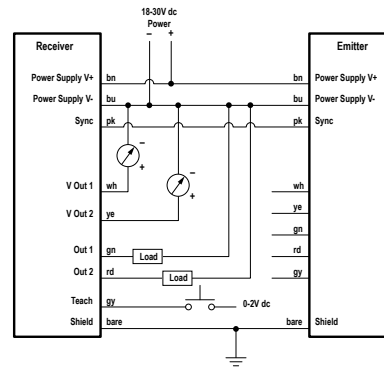 18-30V dc
Power
– +
Receiver
Emitter
Power Supply V+ bn bn Power Supply V+
Power Supply V- bu bu Power Supply V-
Sync pk pk Sync
–
+
–
+
V Out 1 wh wh
V Out 2 ye ye
gn
Out 1 gn Load rd
Out 2 rd Load gy
Teach gy 0-2V dc
Shield bare bare Shield